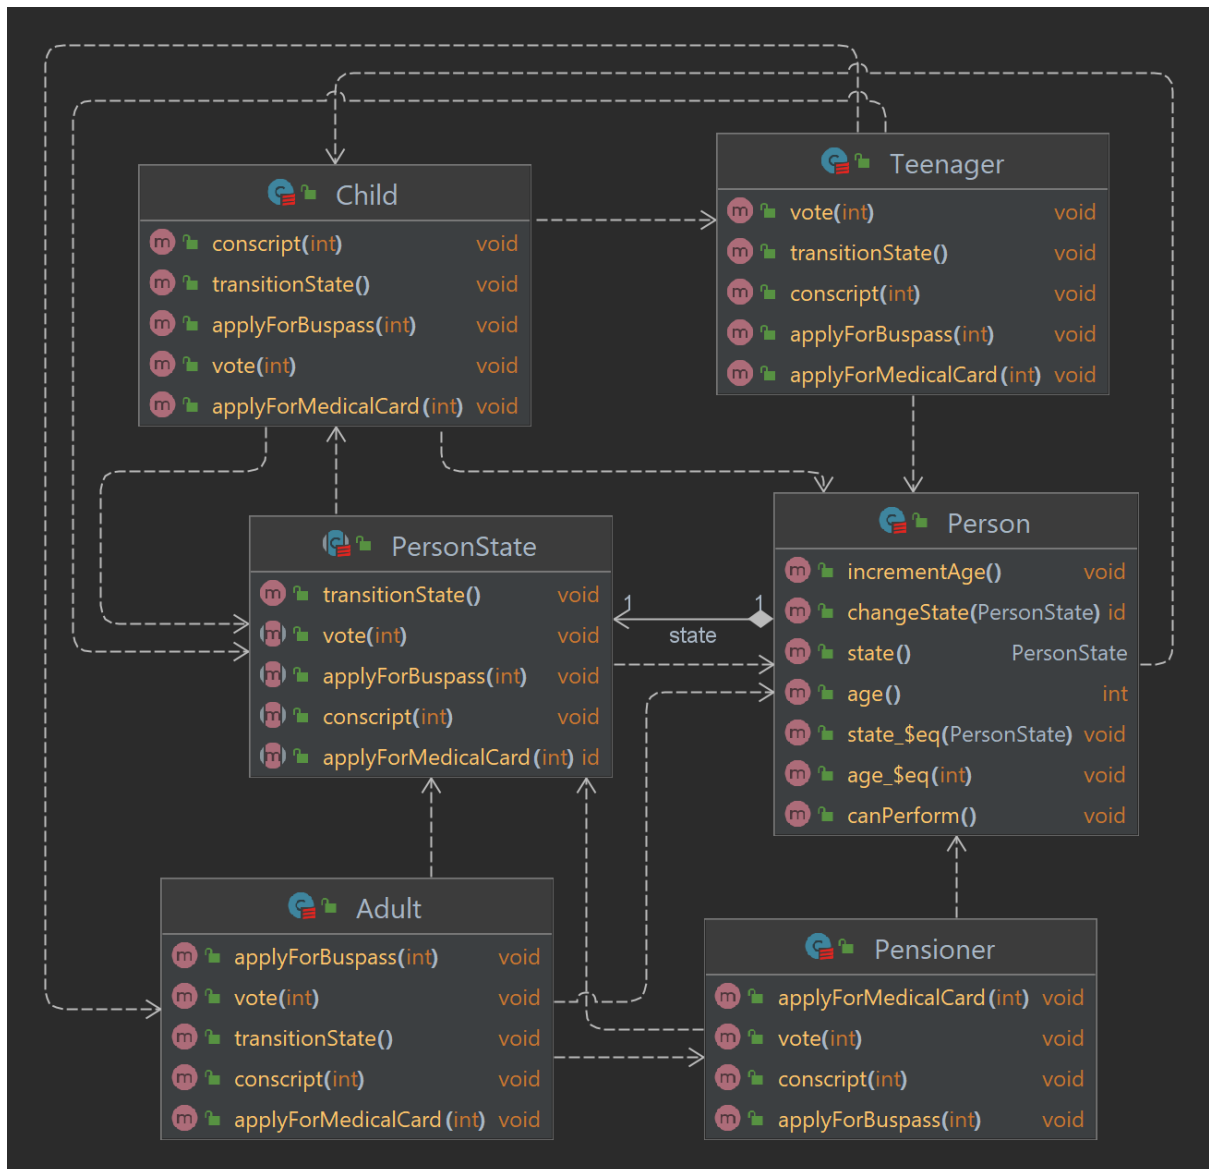 Child
conscript(int) void
transitionState() void
applyForBuspass(int) void
vote(int) void
applyForMedicalCard(int) void
Teenager
vote(int) void
transitionState() void
conscript(int) void
applyForBuspass(int) void
applyForMedicalCard(int) void
PersonState
transitionState() void
vote(int) void
applyForBuspass(int) void
conscript(int) void
applyForMedicalCard(int) id
1 1
state
Person
incrementAge() void
changeState(PersonState) id
state() PersonState
age() int
state_$eq(PersonState) void
age_$eq(int) void
canPerform() void
Adult
applyForBuspass(int) void
vote(int) void
transitionState() void
conscript(int) void
applyForMedicalCard(int) void
Pensioner
applyForMedicalCard(int) void
vote(int) void
conscript(int) void
applyForBuspass(int) void